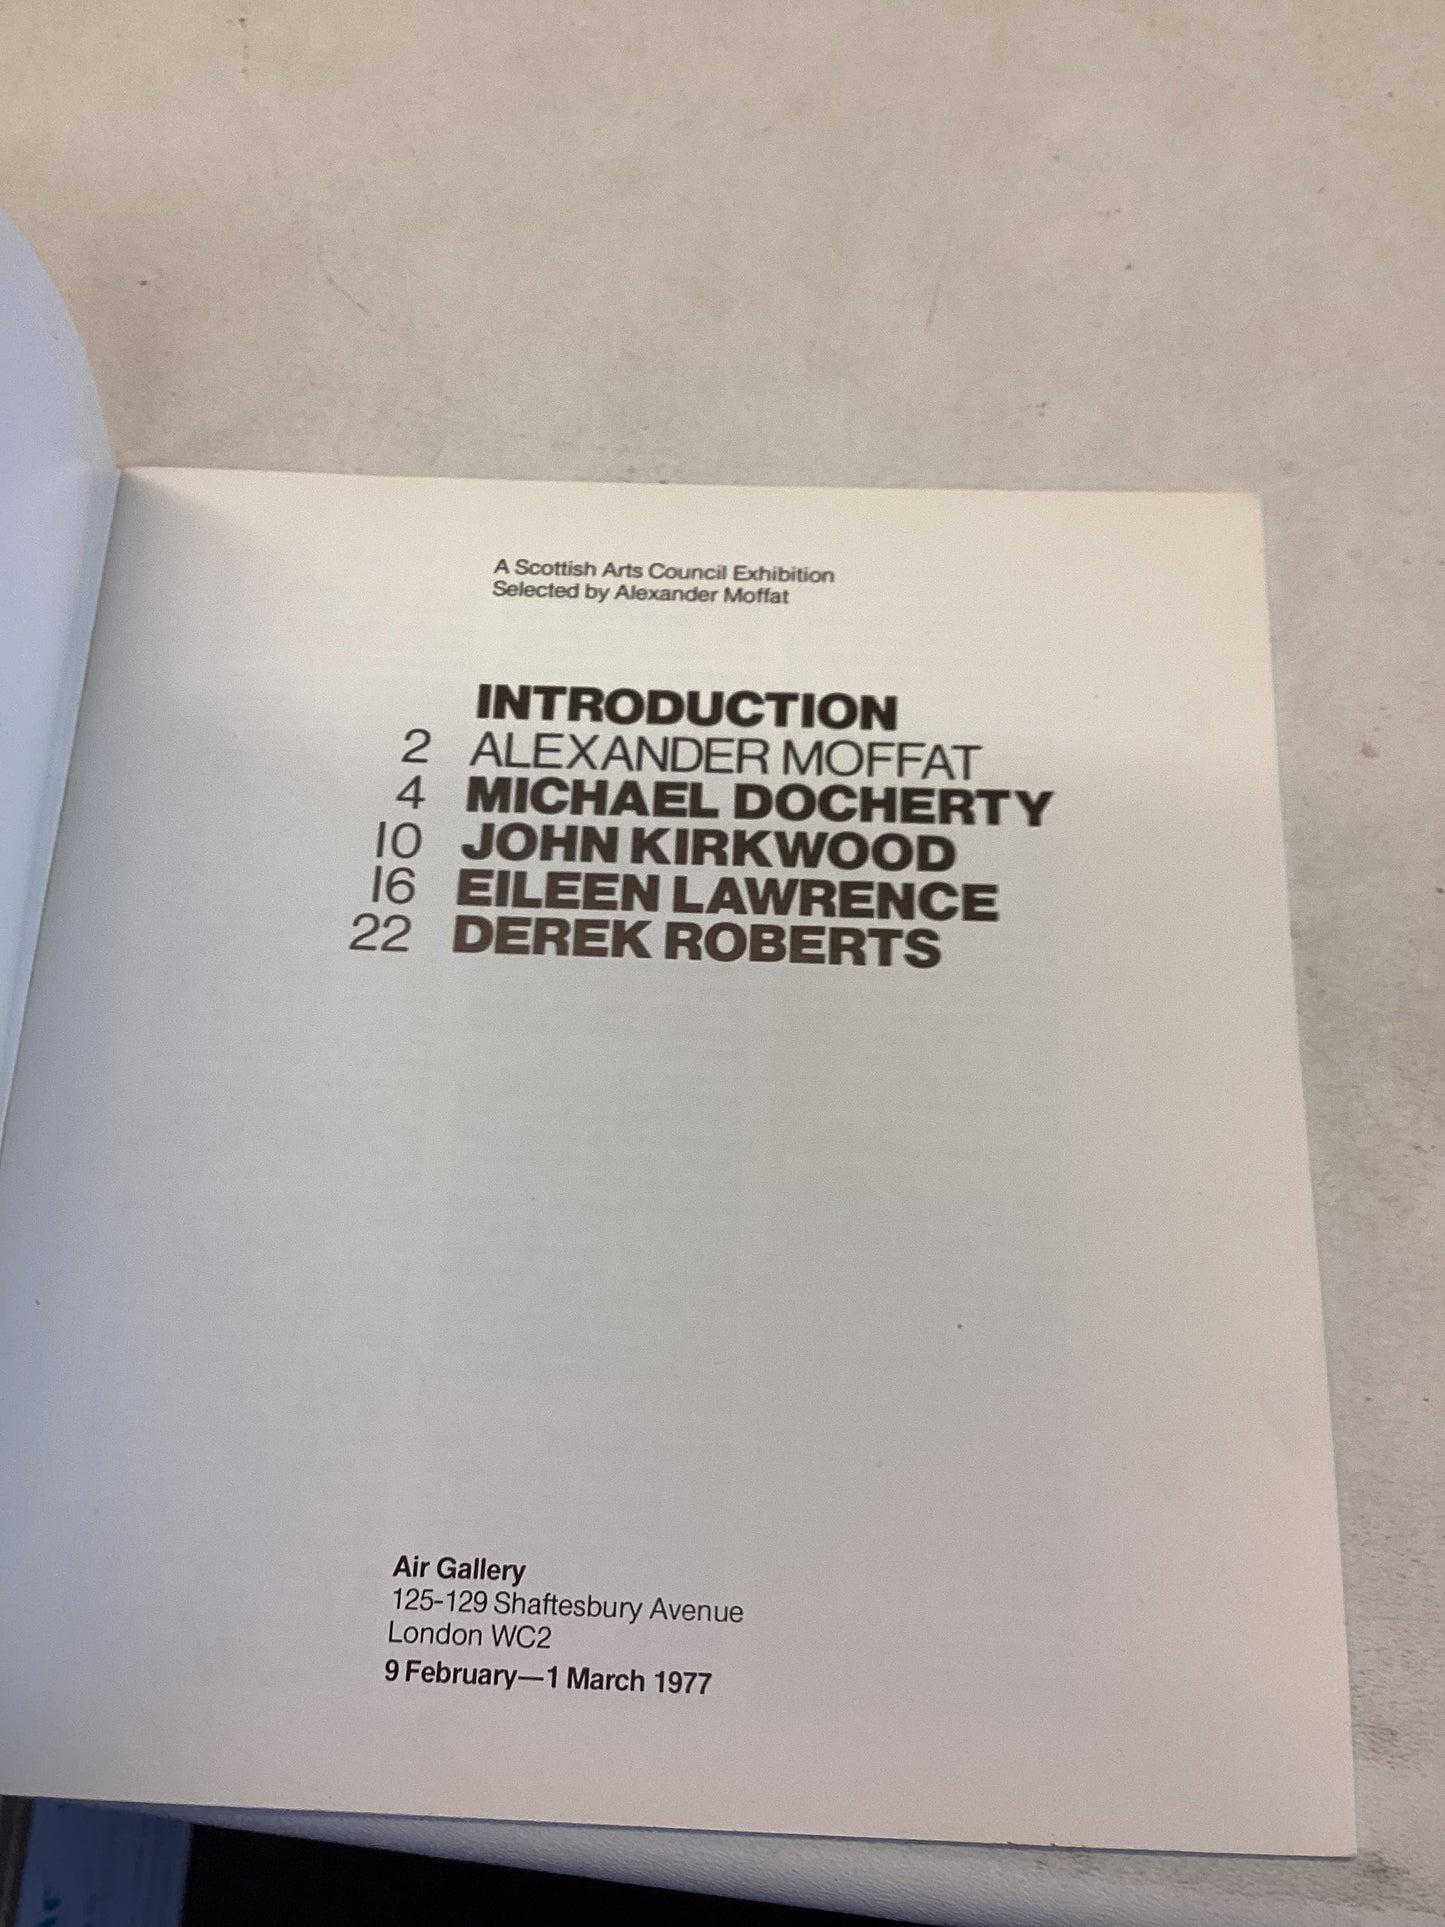 A Scottish Arts Council Exhibition
Selected by Alexander Moffat
INTRODUCTION
2 ALEXANDER MOFFAT
4 MICHAEL DOCHERTY
10 JOHN KIRKWOOD
16 EILEEN LAWRENCE
22 DEREK ROBERTS
Air Gallery
125-129 Shaftesbury Avenue
London WC2
9 February—1 March 1977